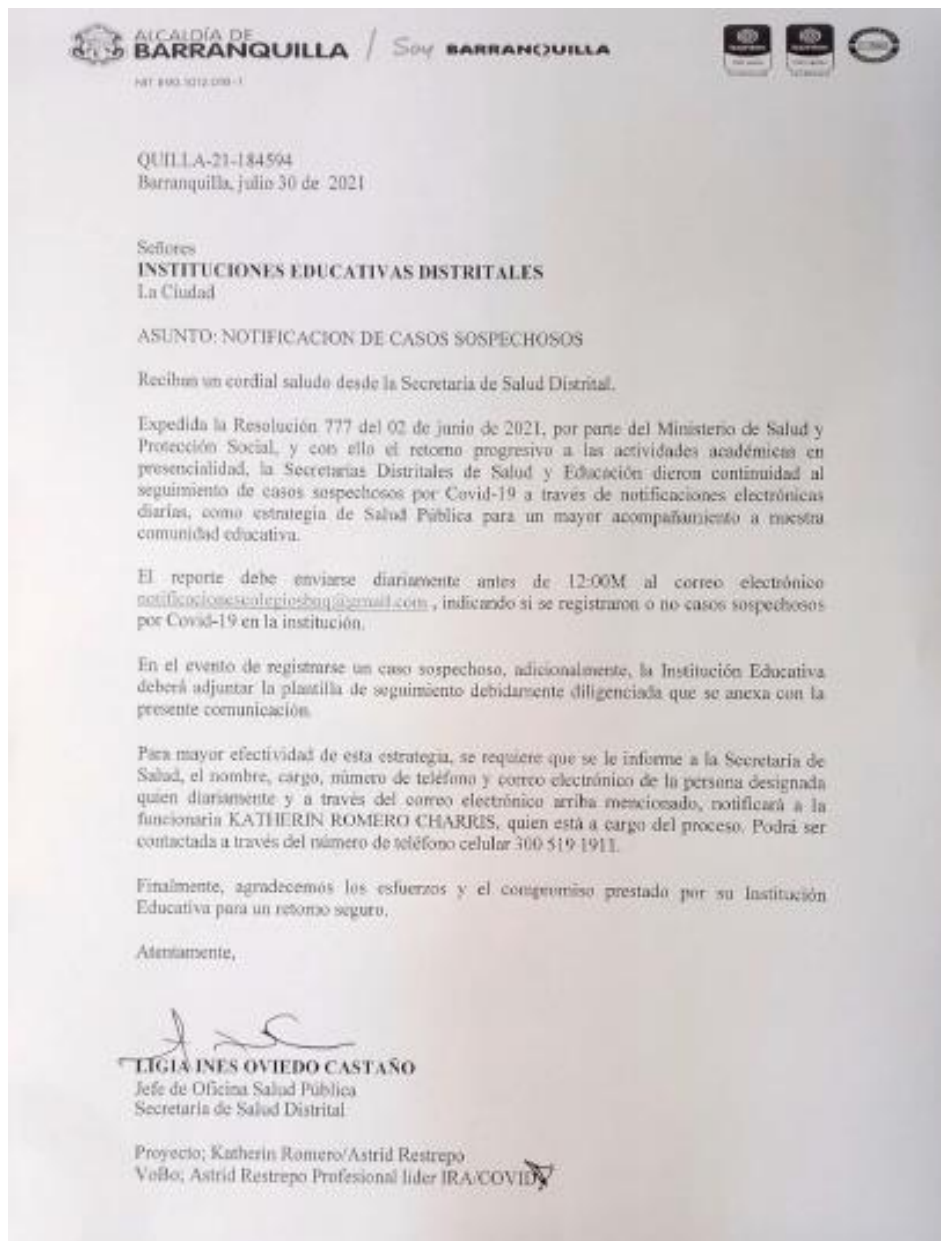 ALCALDÍA DE
BARRANQUILLA / Soy BARRANQUILLA
NIT
QUILLA-21-184594
Barranquilla, julio 30 de 2021
Señores
INSTITUCIONES EDUCATIVAS DISTRITALES
La Ciudad
ASUNTO: NOTIFICACION DE CASOS SOSPECHOSOS
Reciban un cordial saludo desde la Secretaria de Salud Distrital.
Expedida la Resolución 777 del 02 de junio de 2021, por parte del Ministerio de Salud y
Protección Social, y con ello el retorno progresivo a las actividades académicas en
presencialidad, la Secretarias Distritales de Salud y Educación dieron continuidad al
seguimiento de casos sospechosos por Covid-19 a través de notificaciones electrónicas
diarias, como estrategia de Salud Pública para un mayor acompañamiento a nuestra
comunidad educativa.
El reporte debe enviarse diariamente antes de 12:00M al correo electrónico
notificacionescolegiosbaq@gmail.com , indicando si se registraron o no casos sospechosos
por Covid-19 en la institución.
En el evento de registrarse un caso sospechoso, adicionalmente, la Institución Educativa
deberá adjuntar la plantilla de seguimiento debidamente diligenciada que se anexa con la
presente comunicación.
Para mayor efectividad de esta estrategia, se requiere que se le informe a la Secretaria de
Salud, el nombre, cargo, número de teléfono y correo electrónico de la persona designada
quien diariamente y a través del correo electrónico arriba mencionado, notificará a la
funcionaria KATHERIN ROMERO CHARRIS, quien está a cargo del proceso. Podrá ser
contactada a través del número de teléfono celular 300 519 1911.
Finalmente, agradecemos los esfuerzos y el compromiso prestado por su Institución
Educativa para un retorno seguro.
Atentamente,
LIGIA INES OVIEDO CASTAÑO
Jefe de Oficina Salud Pública
Secretaria de Salud Distrital
Proyecto; Katherin Romero/Astrid Restrepo
VoBo; Astrid Restrepo Profesional lider IRA/COVID